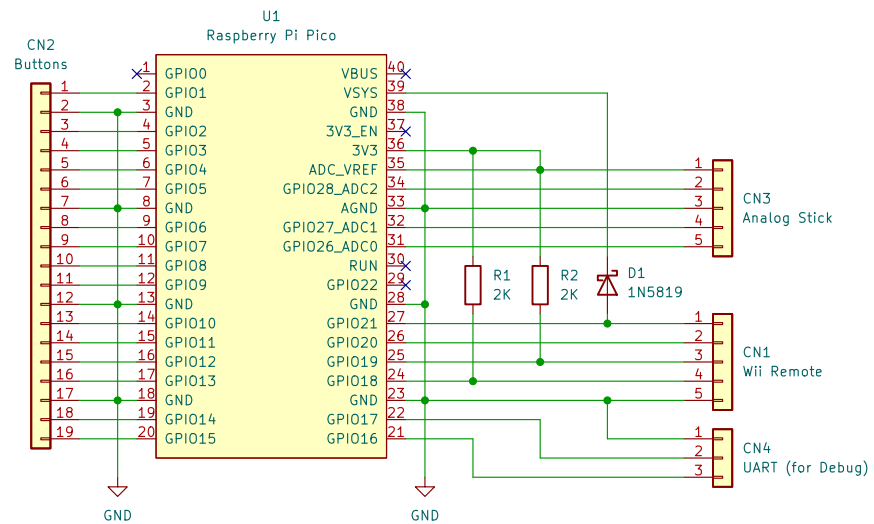 U1
Raspberry Pi Pico
CN2
Buttons
1 GPIO0 VBUS 40
1 2 GPIO1 VSYS 39
2 3 GND GND 38
3 4 GPIO2 3V3_EN 37
4 5 GPIO3 3V3 36
5 6 GPIO4 ADC_VREF 35 1
6 7 GPIO5 GPIO28_ADC2 34 2
7 8 GND AGND 33 3
8 9 GPIO6 GPIO27_ADC1 32 4
9 10 GPIO7 GPIO26_ADC0 31 5
CN3
Analog Stick
10 11 GPIO8 RUN 30
11 12 GPIO9 GPIO22 29
12 13 GND GND 28
R1
2K
R2
2K
D1
1N5819
13 14 GPIO10 GPIO21 27 1
14 15 GPIO11 GPIO20 26 2
15 16 GPIO12 GPIO19 25 3
16 17 GPIO13 GPIO18 24 4
17 18 GND GND 23 5
CN1
Wii Remote
18 19 GPIO14 GPIO17 22
19 20 GPIO15 GPIO16 21
1
2
3
CN4
UART (for Debug)
GND
GND